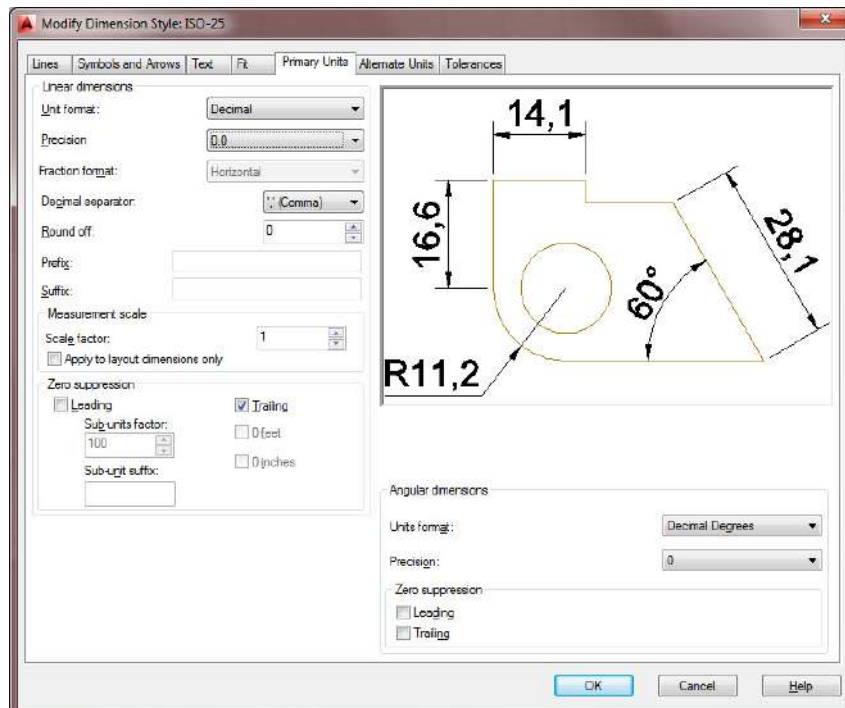 Modify Dimension Style: ISO-25
Lines Symbols and Arrows Text Fit Primary Units Alternate Units Tolerances
Linear dimensions
Unit format: Decimal
Precision 0.0
Fraction format: Horizontal
Decimal separator: ',' (Comma)
Round off: 0
Prefix:
Suffix:
Measurement scale
Scale factor: 1
Apply to layout dimensions only
Zero suppression
Leading Trailing
Sub-units factor: 0 feet
100
0 inches
Sub-unit suffix:
14,1
16,6
28,1
60°
R11,2
Angular dimensions
Units format: Decimal Degrees
Precision: 0
Zero suppression
Leading
Trailing
OK Cancel Help